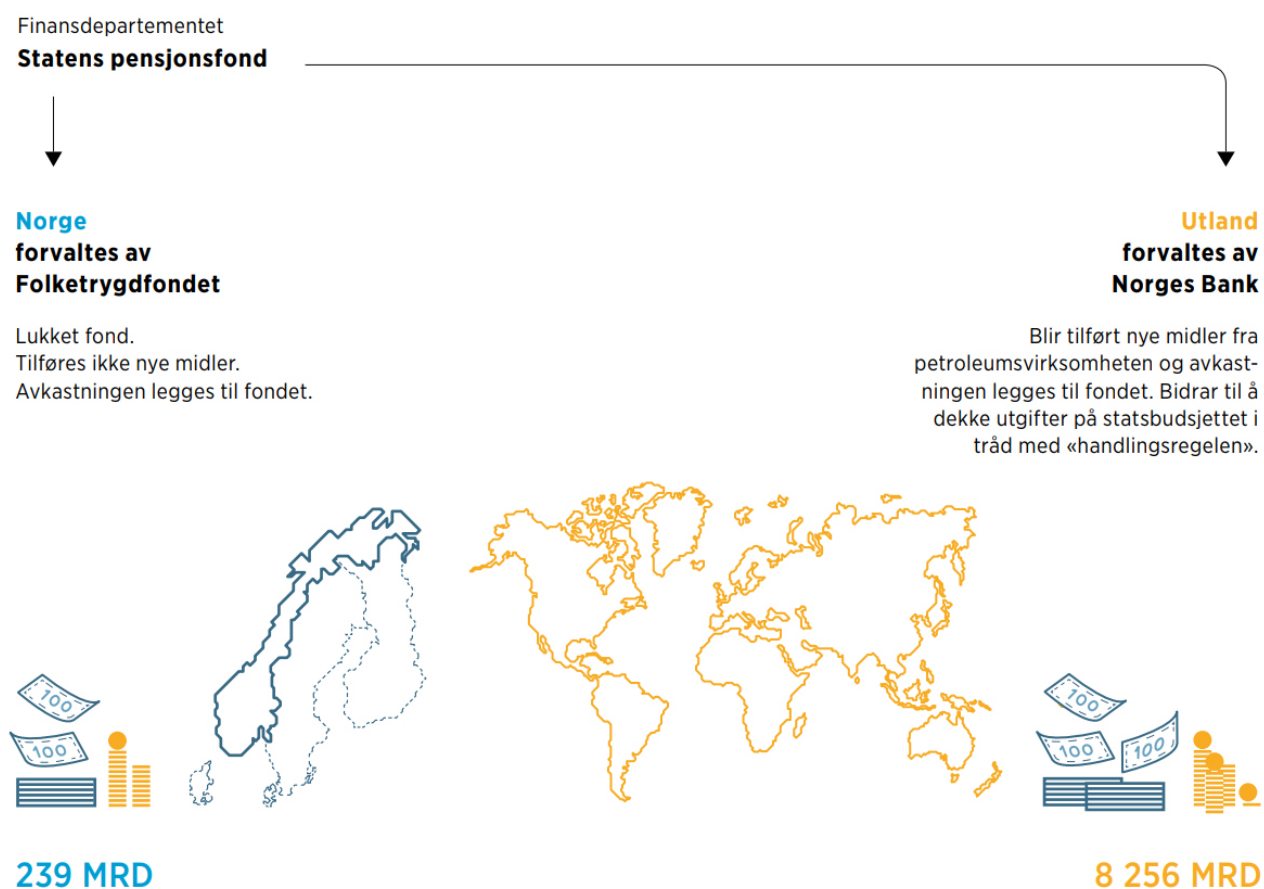 Finansdepartementet
Statens pensjonsfond
Norge
forvaltes av
Folketrygdfondet
Lukket fond.
Tilføres ikke nye midler.
Avkastningen legges til fondet.
Utland
forvaltes av
Norges Bank
Blir tilført nye midler fra
petroleumsvirksomheten og avkast-
ningen legges til fondet. Bidrar til å
dekke utgifter på statsbudsjettet i
tråd med «handlingsregelen».
100
100
100
100
100
239 MRD
8 256 MRD